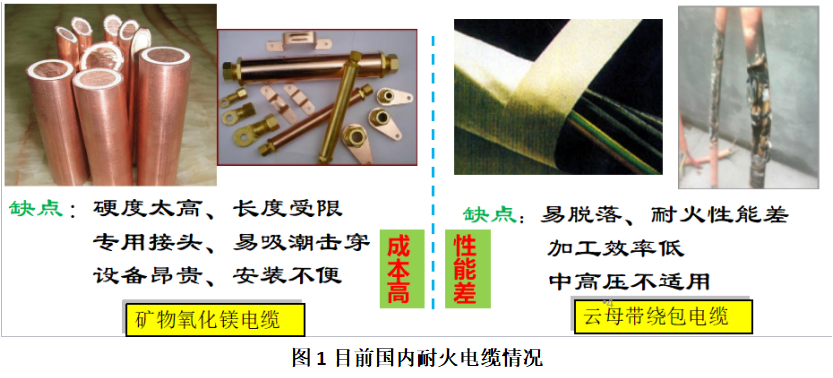 缺点：硬度太高、长度受限
专用接头、易吸潮击穿
设备昂贵、安装不便
成本高
矿物氧化镁电缆
缺点：易脱落、耐火性能差
加工效率低
中高压不适用
性能差
云母带绕包电缆
图1目前国内耐火电缆情况